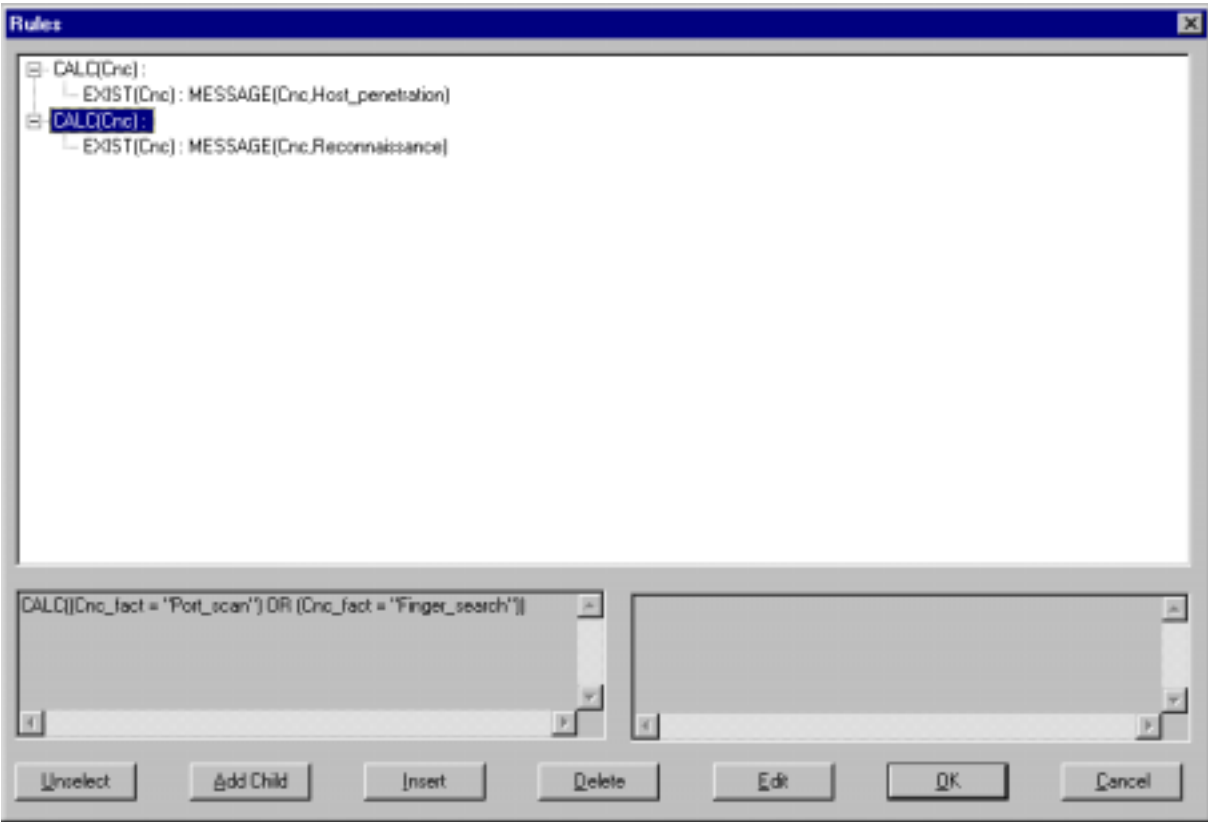 Rules
CALC(Cnc) :
EXIST(Cnc) : MESSAGE(Cnc,Host_penetration)
CALC(Cnc) :
EXIST(Cnc) : MESSAGE(Cnc,Reconnaissance)
CALC((Cnc_fact = "Port_scan") OR (Cnc_fact = "Finger_search"))
Unselect Add Child Insert Delete Edit OK Cancel